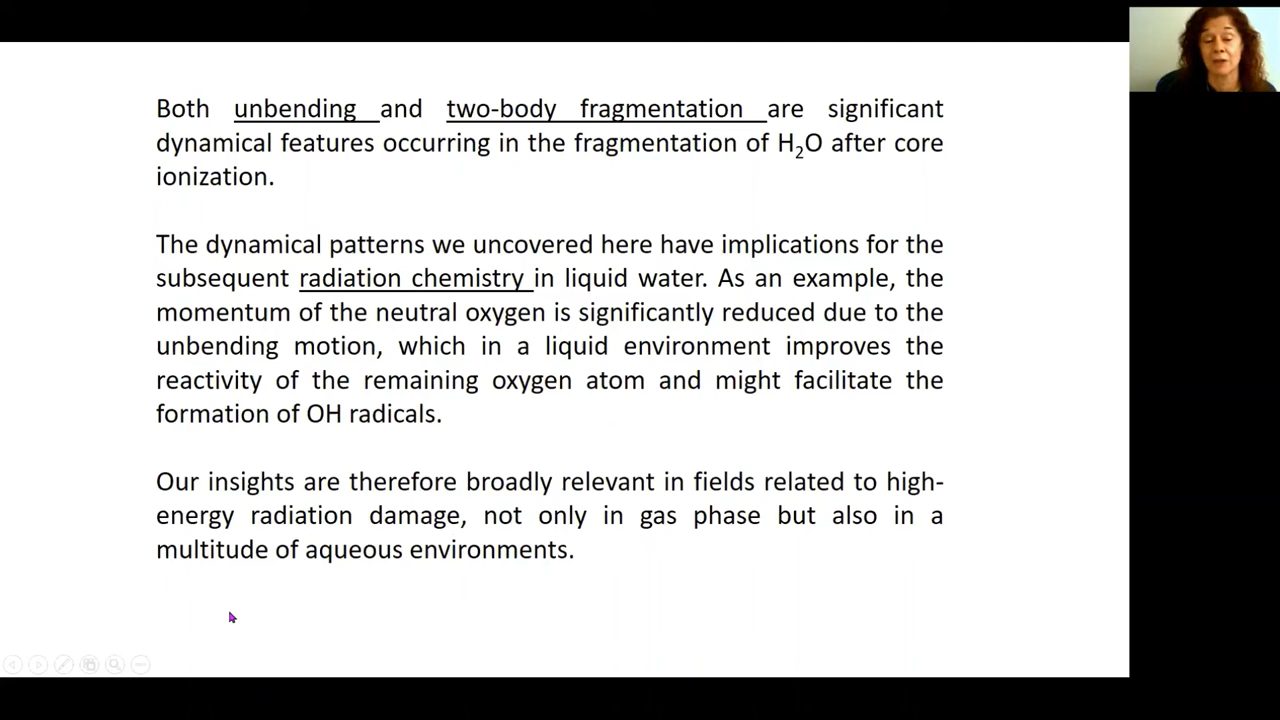 Both unbending and two-body fragmentation are significant
dynamical features occurring in the fragmentation of H₂O after core
ionization.
The dynamical patterns we uncovered here have implications for the
subsequent radiation chemistry in liquid water. As an example, the
momentum of the neutral oxygen is significantly reduced due to the
unbending motion, which in a liquid environment improves the
reactivity of the remaining oxygen atom and might facilitate the
formation of OH radicals.
Our insights are therefore broadly relevant in fields related to high-
energy radiation damage, not only in gas phase but also in a
multitude of aqueous environments.